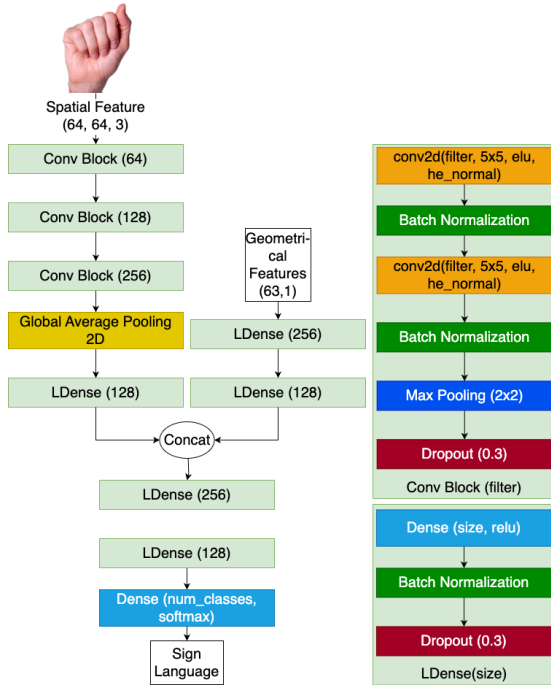 Spatial Feature
(64, 64, 3)
Conv Block (64)
Conv Block (128)
Conv Block (256)
Global Average Pooling
2D
LDense (128)
Geometri-
cal
Features
(63,1)
LDense (256)
LDense (128)
Concat
LDense (256)
LDense (128)
Dense (num_classes,
softmax)
Sign
Language
conv2d(filter, 5x5, elu,
he_normal)
Batch Normalization
conv2d(filter, 5x5, elu,
he_normal)
Batch Normalization
Max Pooling (2x2)
Dropout (0.3)
Conv Block (filter)
Dense (size, relu)
Batch Normalization
Dropout (0.3)
LDense(size)